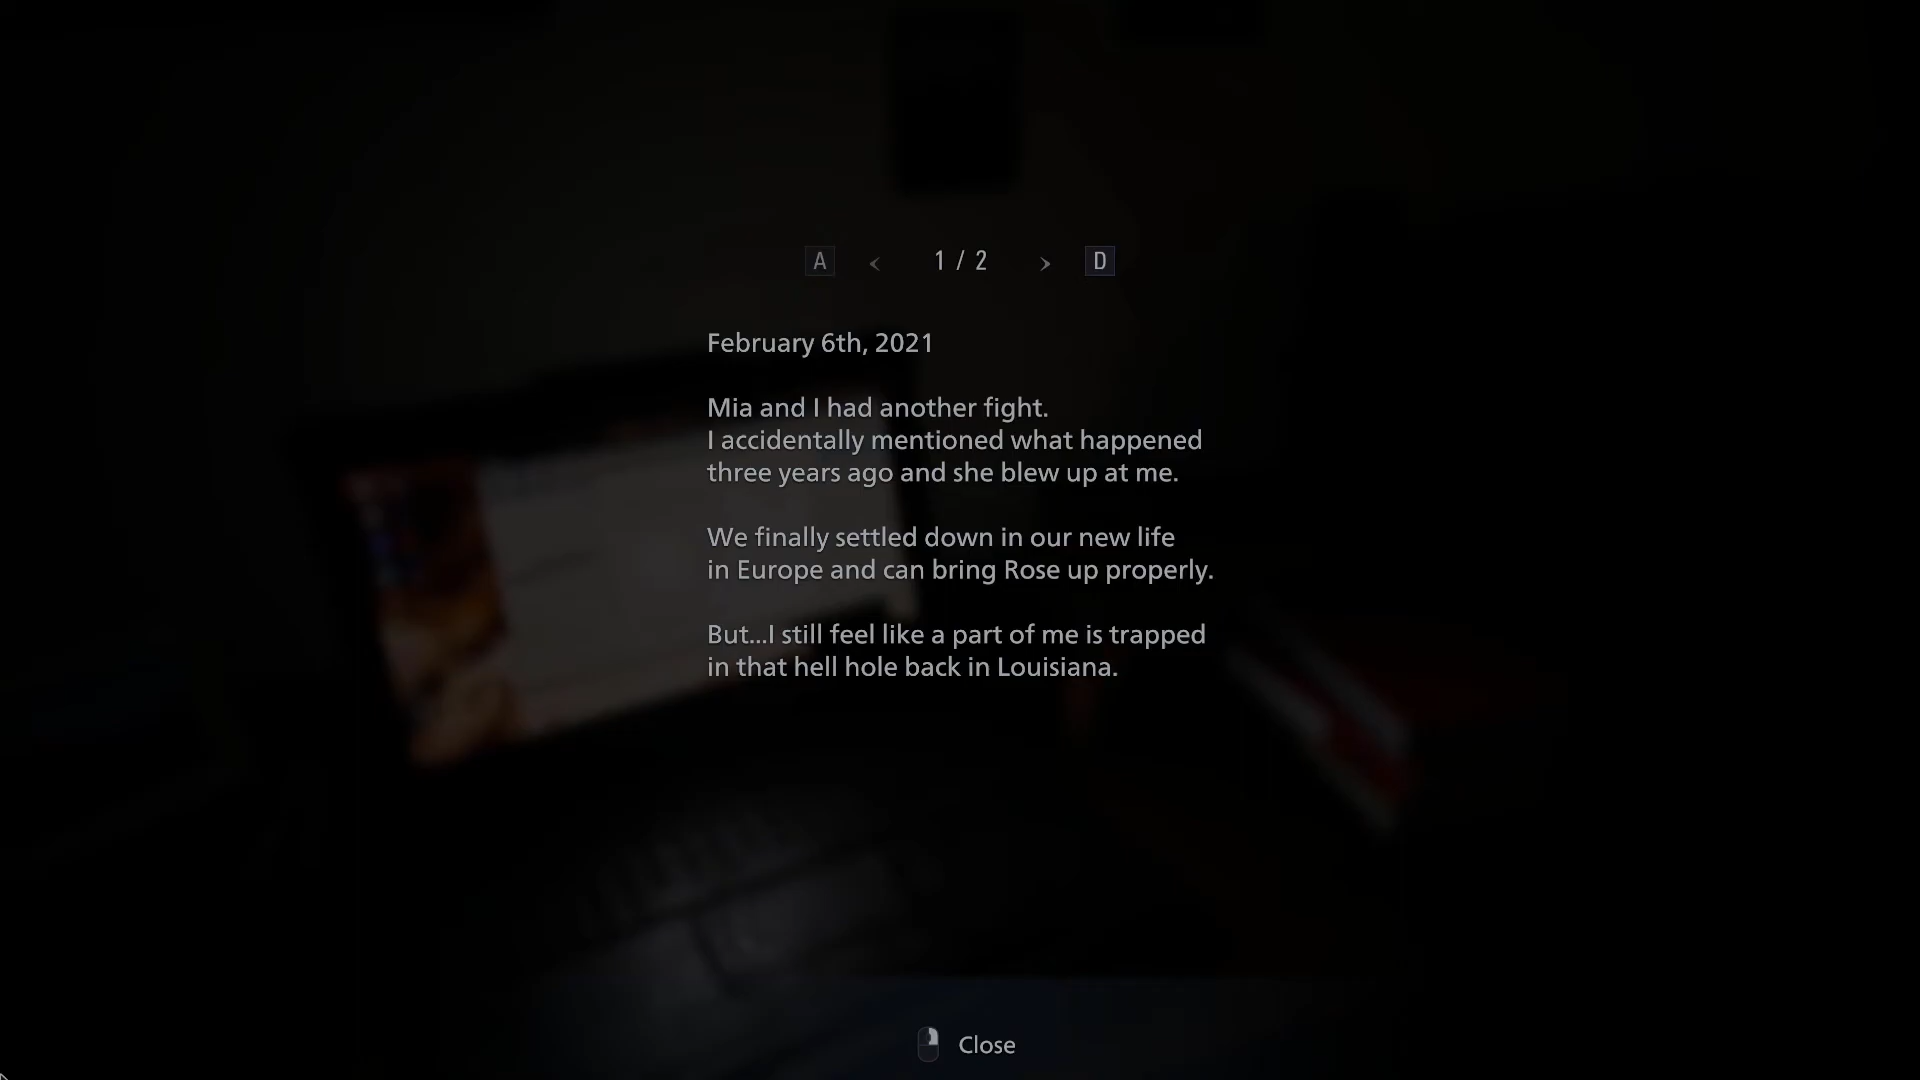 A < 1 / 2 > D
February 6th, 2021
Mia and I had another fight.
I accidentally mentioned what happened
three years ago and she blew up at me.
We finally settled down in our new life
in Europe and can bring Rose up properly.
But...I still feel like a part of me is trapped
in that hell hole back in Louisiana.
Close